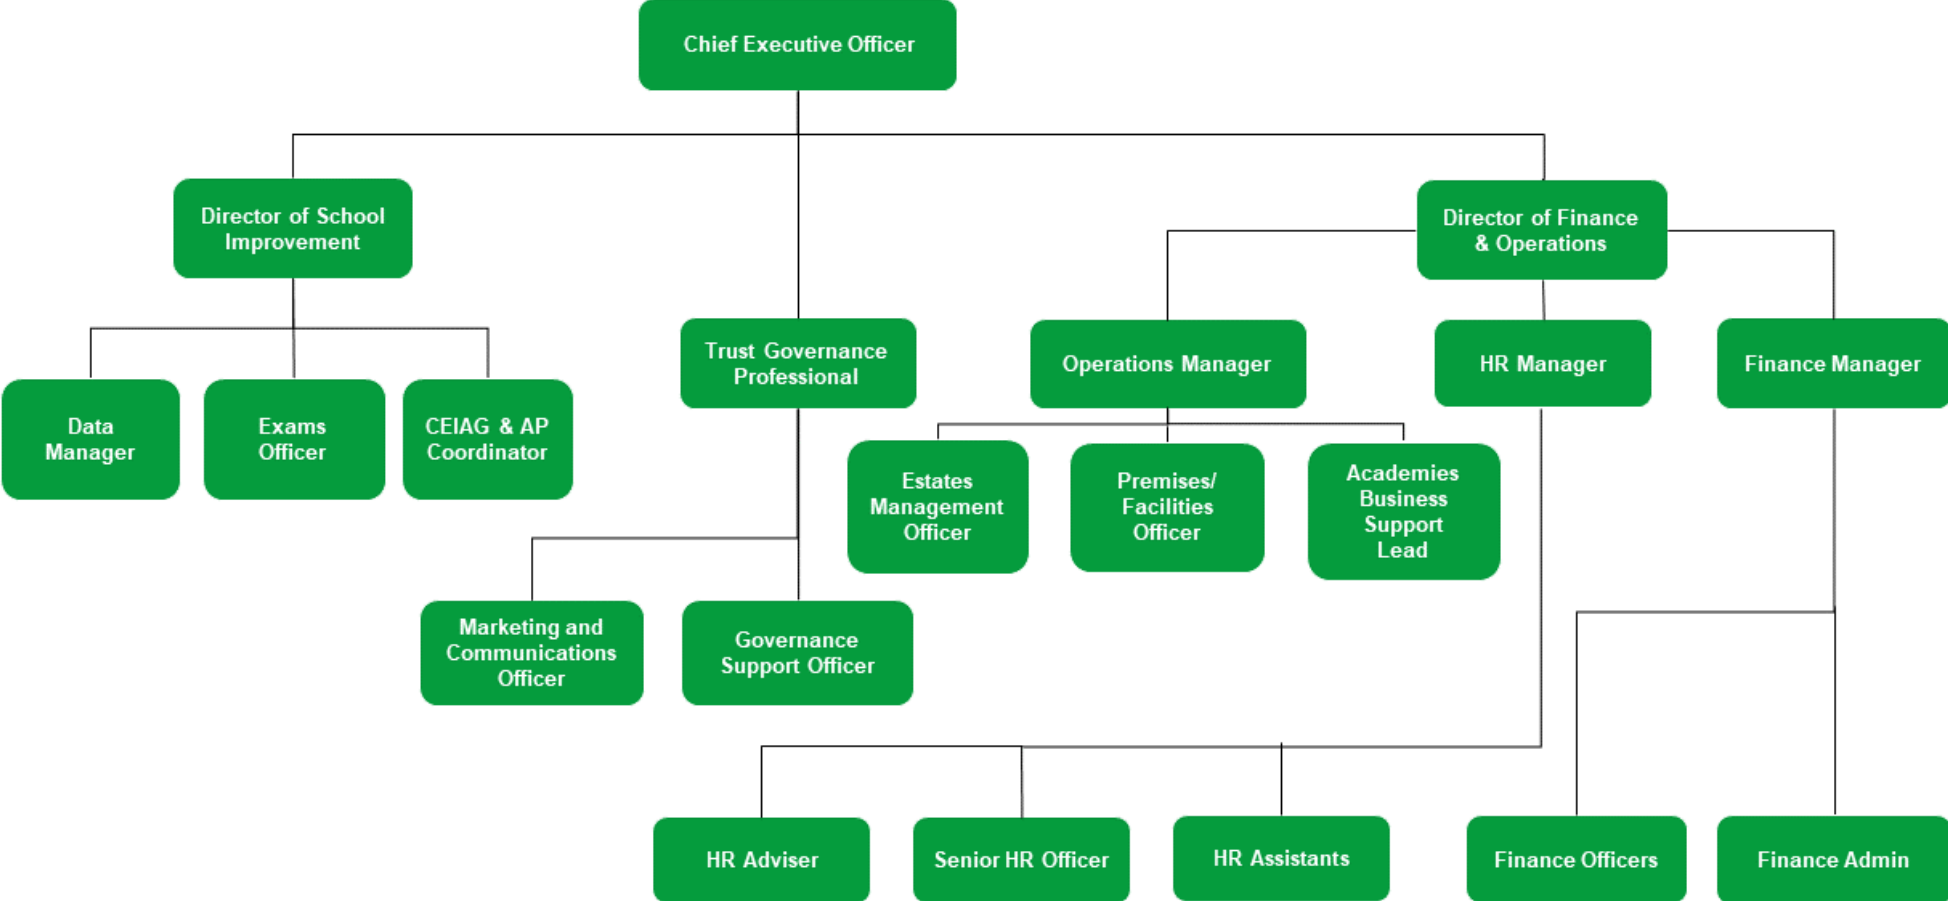 Chief Executive Officer
Director of School
Improvement
Director of Finance
& Operations
Trust Governance
Professional
Operations Manager
HR Manager
Finance Manager
Data
Manager
Exams
Officer
CEIAG & AP
Coordinator
Estates
Management
Officer
Premises/
Facilities
Officer
Academies
Business
Support
Lead
Marketing and
Communications
Officer
Governance
Support Officer
HR Adviser
Senior HR Officer
HR Assistants
Finance Officers
Finance Admin